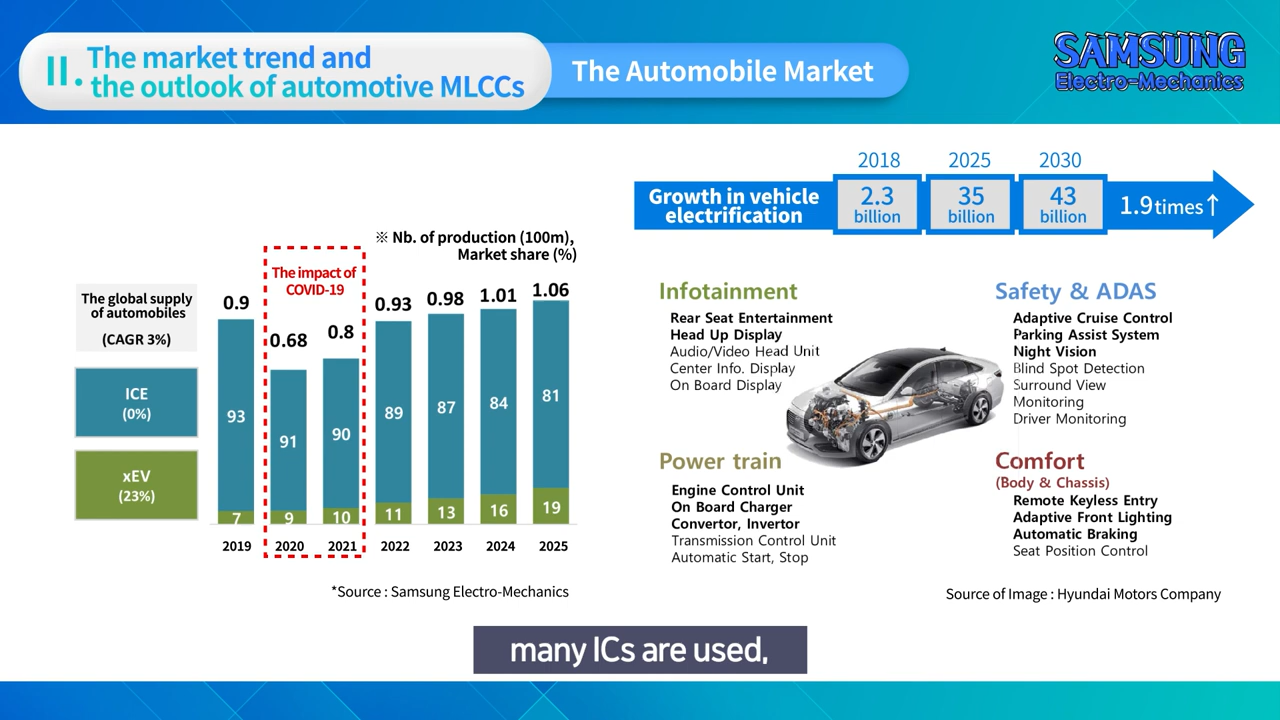 II. The market trend and
the outlook of automotive MLCCs
The Automobile Market
SAMSUNG
Electro-Mechanics
2018 2025 2030
Growth in vehicle
electrification
2.3
billion
35
billion
43
billion
1.9 times↑
※ Nb. of production (100m),
Market share (%)
The impact of
COVID-19
The global supply
of automobiles
(CAGR 3%)
ICE
(0%)
xEV
(23%)
0.9 0.68 0.8 0.93 0.98 1.01 1.06
93 91 90 89 87 84 81
7 9 10 11 13 16 19
2019 2020 2021 2022 2023 2024 2025
*Source : Samsung Electro-Mechanics
Infotainment
Rear Seat Entertainment
Head Up Display
Audio/Video Head Unit
Center Info. Display
On Board Display
Safety & ADAS
Adaptive Cruise Control
Parking Assist System
Night Vision
Blind Spot Detection
Surround View
Monitoring
Driver Monitoring
Power train
Engine Control Unit
On Board Charger
Convertor, Invertor
Transmission Control Unit
Automatic Start, Stop
Comfort
(Body & Chassis)
Remote Keyless Entry
Adaptive Front Lighting
Automatic Braking
Seat Position Control
Source of Image : Hyundai Motors Company
many ICs are used,